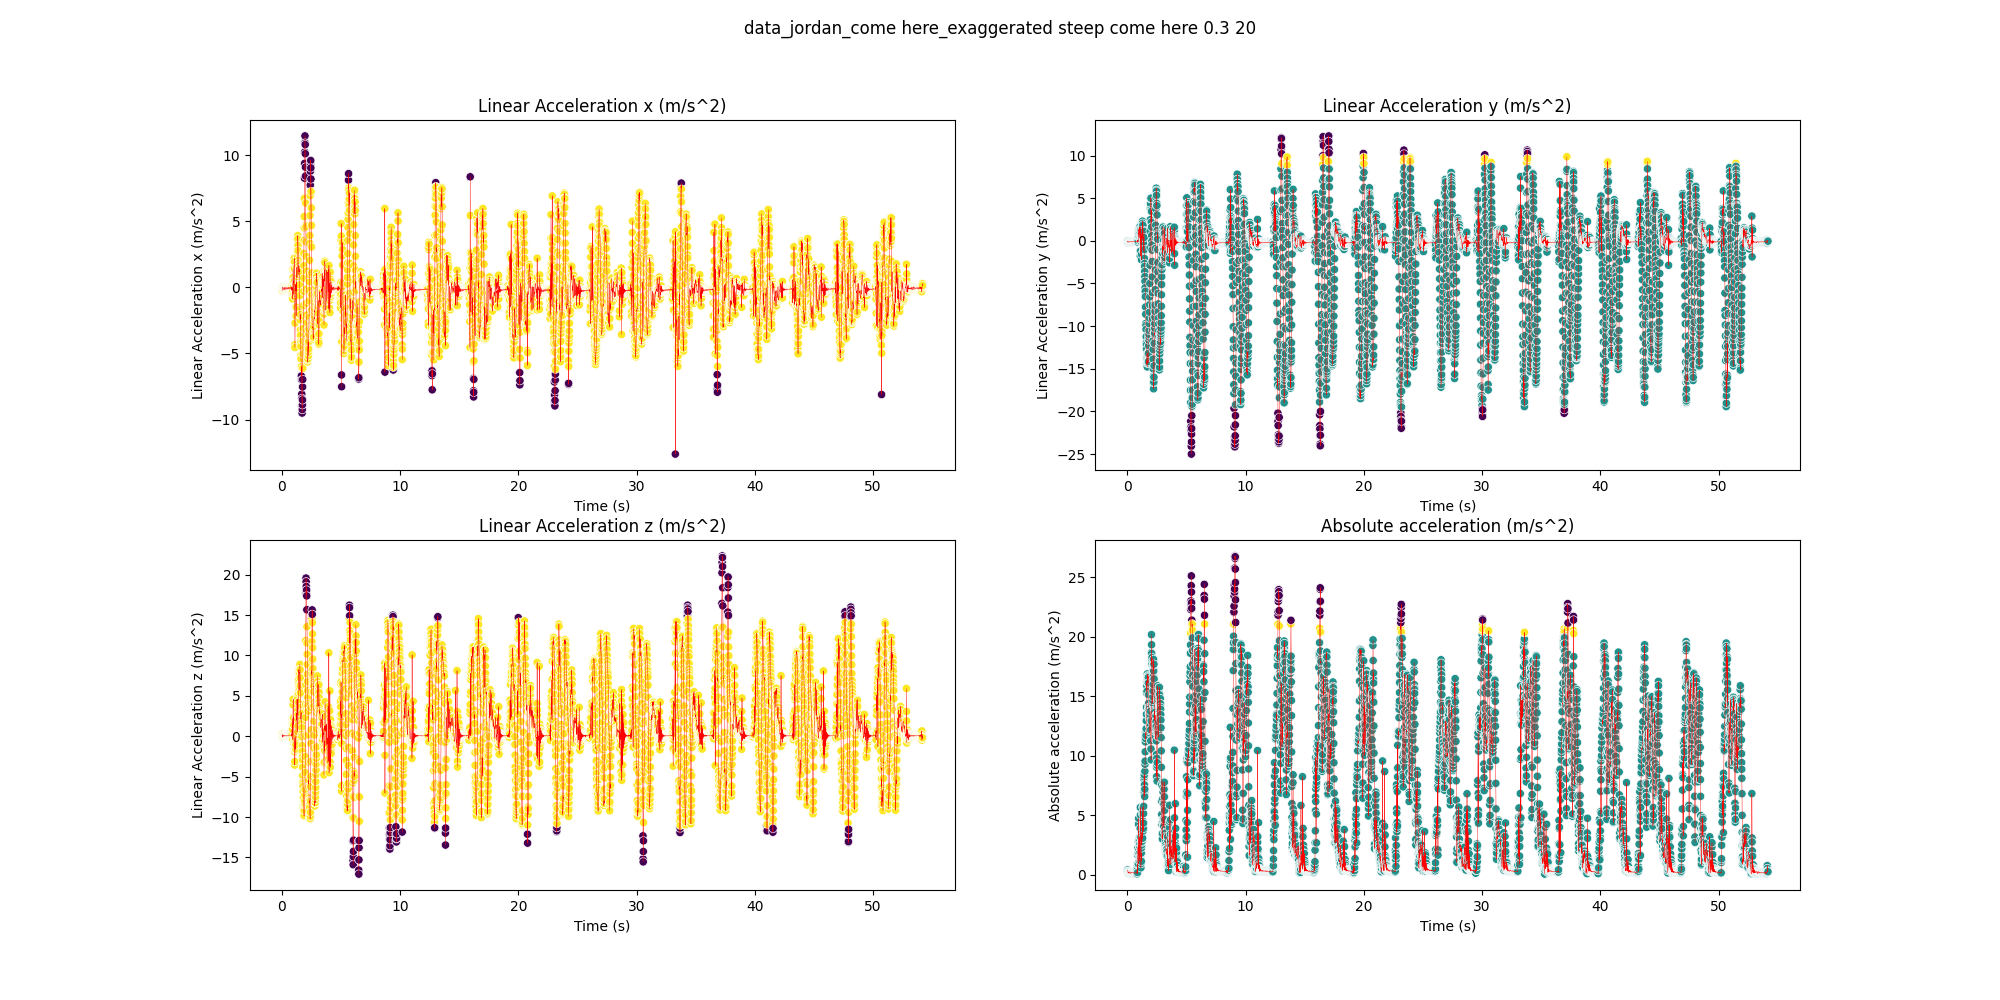 data_jordan_come here_exaggerated steep come here 0.3 20
Linear Acceleration x (m/s^2)
Linear Acceleration x (m/s^2)
10
5
0
−5
−10
0 10 20 30 40 50
Time (s)
Linear Acceleration y (m/s^2)
Linear Acceleration y (m/s^2)
10
5
0
−5
−10
−15
−20
−25
0 10 20 30 40 50
Time (s)
Linear Acceleration z (m/s^2)
Linear Acceleration z (m/s^2)
20
15
10
5
0
−5
−10
−15
0 10 20 30 40 50
Time (s)
Absolute acceleration (m/s^2)
Absolute acceleration (m/s^2)
25
20
15
10
5
0
0 10 20 30 40 50
Time (s)